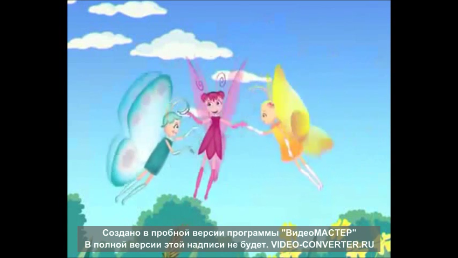 Создано в пробной версии программы "ВидеоМАСТЕР"
В полной версии этой надписи не будет. VIDEO-CONVERTER.RU